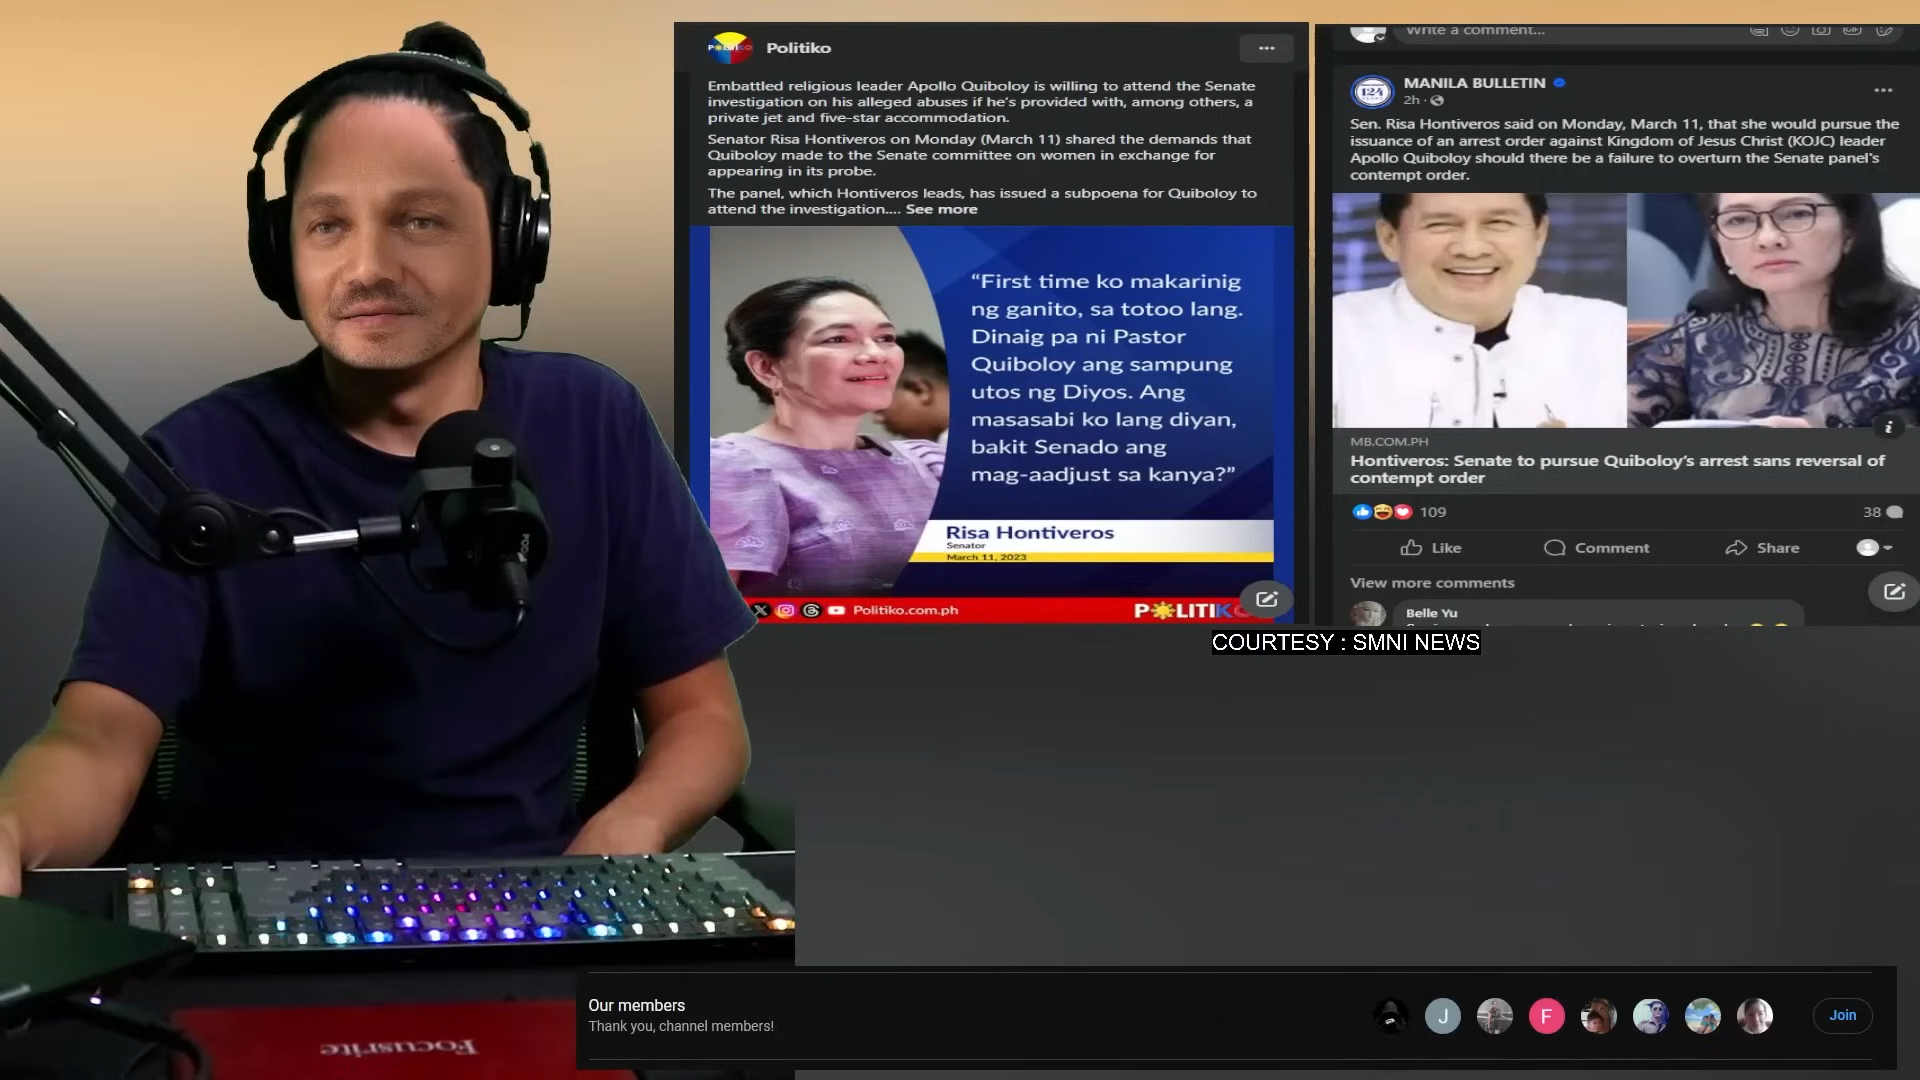 Politiko
Embattled religious leader Apollo Quiboloy is willing to attend the Senate
investigation on his alleged abuses if he's provided with, among others, a
private jet and five-star accommodation.
Senator Risa Hontiveros on Monday (March 11) shared the demands that
Quiboloy made to the Senate committee on women in exchange for
appearing in its probe.
The panel, which Hontiveros leads, has issued a subpoena for Quiboloy to
attend the investigation.... See more
“First time ko makarinig
ng ganito, sa totoo lang.
Dinaig pa ni Pastor
Quiboloy ang sampung
utos ng Diyos. Ang
masasabi ko lang diyan,
bakit Senado ang
mag-aadjust sa kanya?”
Risa Hontiveros
Senator
March 11, 2023
Politiko.com.ph
POLITIKO
Write a comment...
MANILA BULLETIN
2h
124
Sen. Risa Hontiveros said on Monday, March 11, that she would pursue the
issuance of an arrest order against Kingdom of Jesus Christ (KOJC) leader
Apollo Quiboloy should there be a failure to overturn the Senate panel's
contempt order.
MB.COM.PH
Hontiveros: Senate to pursue Quiboloy's arrest sans reversal of
contempt order
109
38
Like
Comment
Share
View more comments
Belle Yu
COURTESY : SMNI NEWS
Our members
Thank you, channel members!
J
F
Join
Focusrite